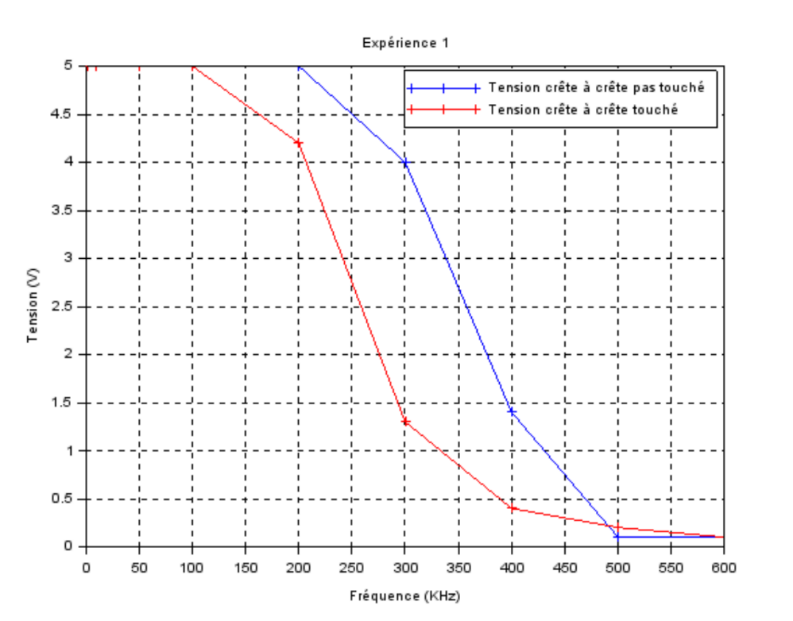 Expérience 1
Tension crête à crête pas touché
Tension crête à crête touché
5
4.5
4
3.5
3
2.5
2
1.5
1
0.5
0
Tension (V)
0 50 100 150 200 250 300 350 400 450 500 550 600
Fréquence (KHz)